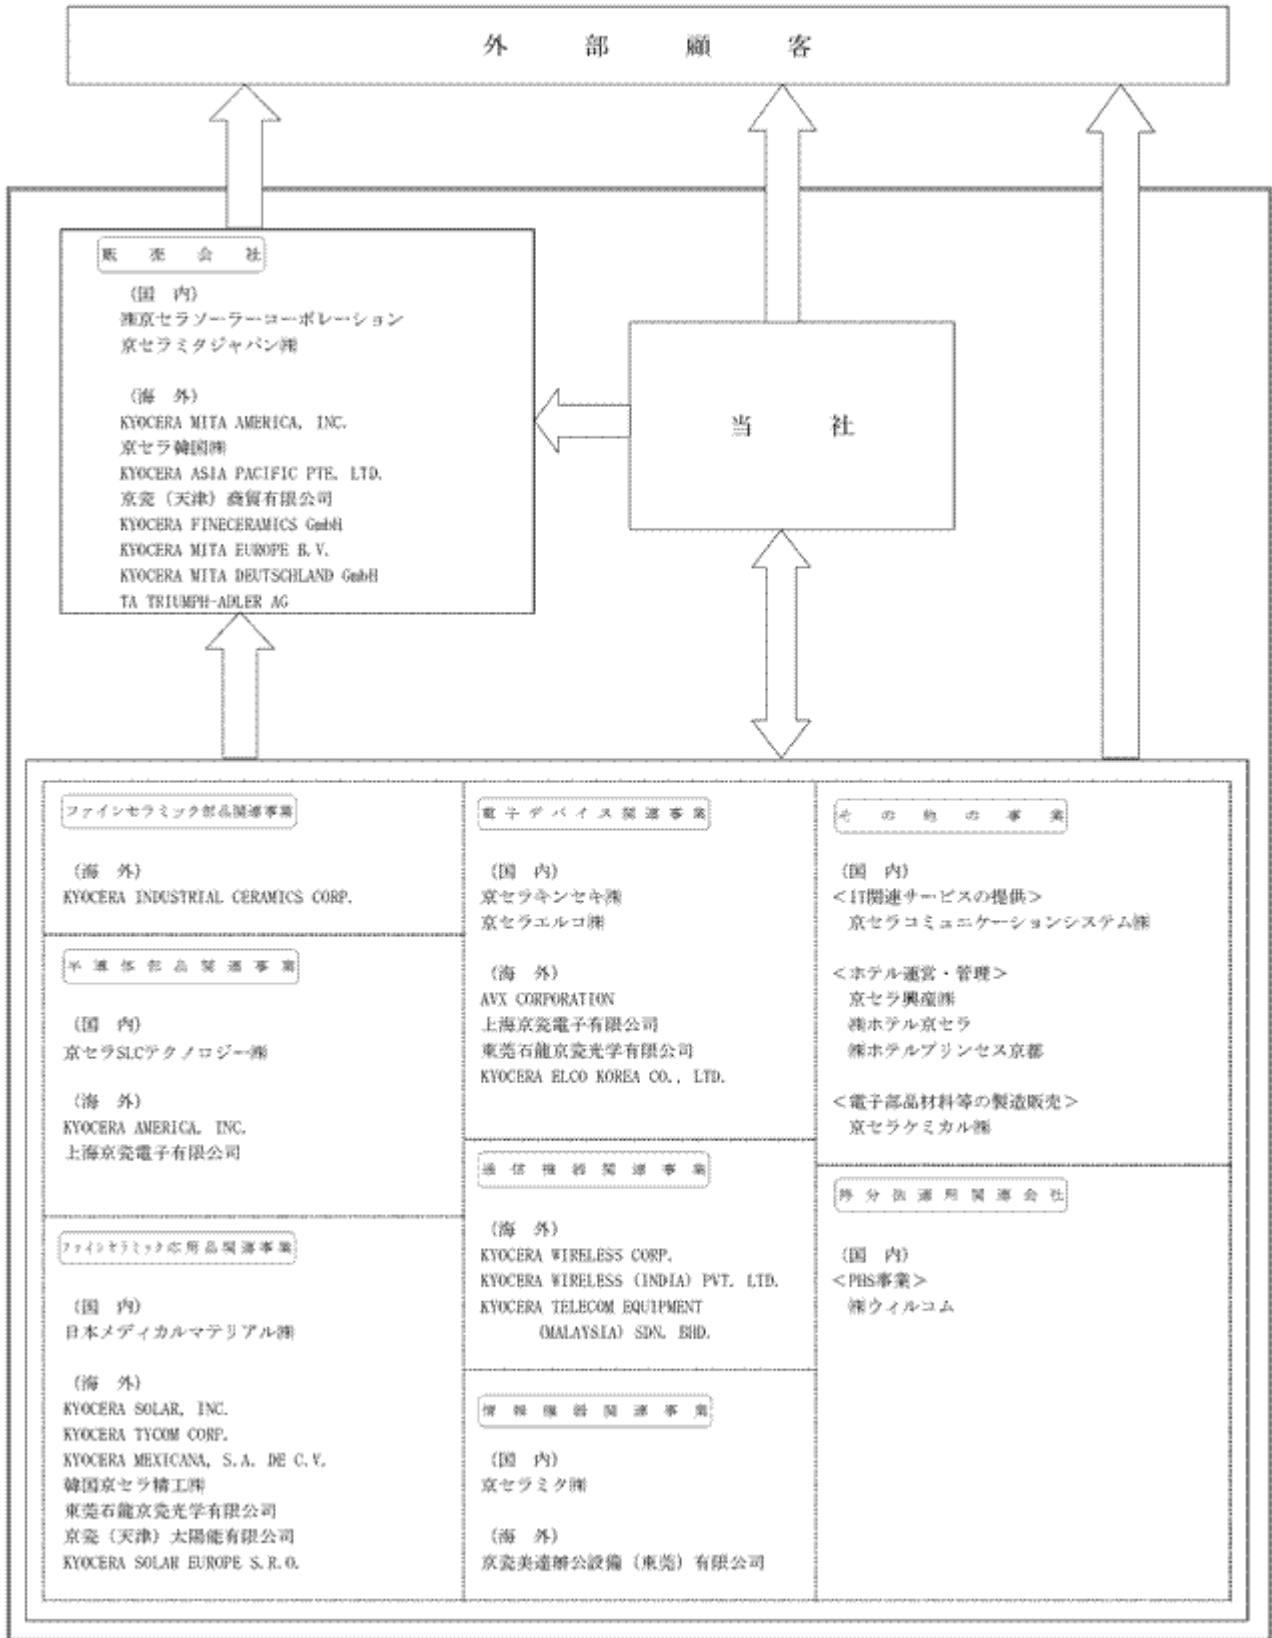 外部顧客
販売会社
(国 内)
㈱京セラソーラーコーポレーション
京セラミタジャパン㈱
(海 外)
KYOCERA MITA AMERICA, INC.
京セラ韓国㈱
KYOCERA ASIA PACIFIC PTE. LTD.
京瓷(天津)商貿有限公司
KYOCERA FINECERAMICS GmbH
KYOCERA MITA EUROPE B.V.
KYOCERA MITA DEUTSCHLAND GmbH
TA TRIUMPH-ADLER AG
当社
ファインセラミック部品関連事業
(海 外)
KYOCERA INDUSTRIAL CERAMICS CORP.
半導体部品関連事業
(国 内)
京セラSLCテクノロジー㈱
(海 外)
KYOCERA AMERICA, INC.
上海京瓷電子有限公司
ファインセラミック応用品関連事業
(国 内)
日本メディカルマテリアル㈱
(海 外)
KYOCERA SOLAR, INC.
KYOCERA TYCOM CORP.
KYOCERA MEXICANA, S.A. DE C.V.
韓国京セラ精工㈱
東莞石龍京瓷光学有限公司
京瓷(天津)太陽能有限公司
KYOCERA SOLAR EUROPE S.R.O.
電子デバイス関連事業
(国 内)
京セラキンセキ㈱
京セラエルコ㈱
(海 外)
AVX CORPORATION
上海京瓷電子有限公司
東莞石龍京瓷光学有限公司
KYOCERA ELCO KOREA CO., LTD.
通信機器関連事業
(海 外)
KYOCERA WIRELESS CORP.
KYOCERA WIRELESS (INDIA) PVT. LTD.
KYOCERA TELECOM EQUIPMENT
(MALAYSIA) SDN. BHD.
情報機器関連事業
(国 内)
京セラミタ㈱
(海 外)
京瓷美達辦公設備(東莞)有限公司
その他の事業
(国 内)
<IT関連サービスの提供>
京セラコミュニケーションシステム㈱
<ホテル運営・管理>
京セラ興産㈱
㈱ホテル京セラ
㈱ホテルプリンセス京都
<電子部品材料等の製造販売>
京セラケミカル㈱
持分法適用関連会社
(国 内)
<PHS事業>
㈱ウィルコム